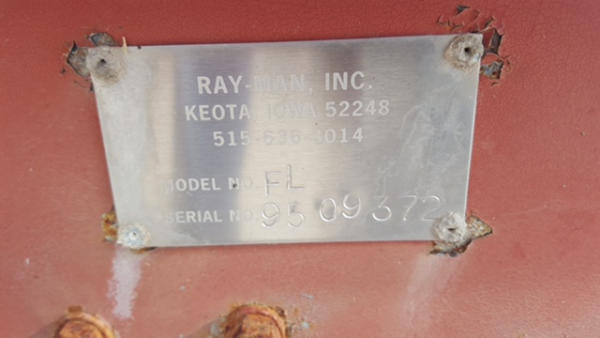 RAY-MAN, INC.
KEOTA, IOWA 52248
515-636-3014
MODEL NO. FL
SERIAL NO. 9509372